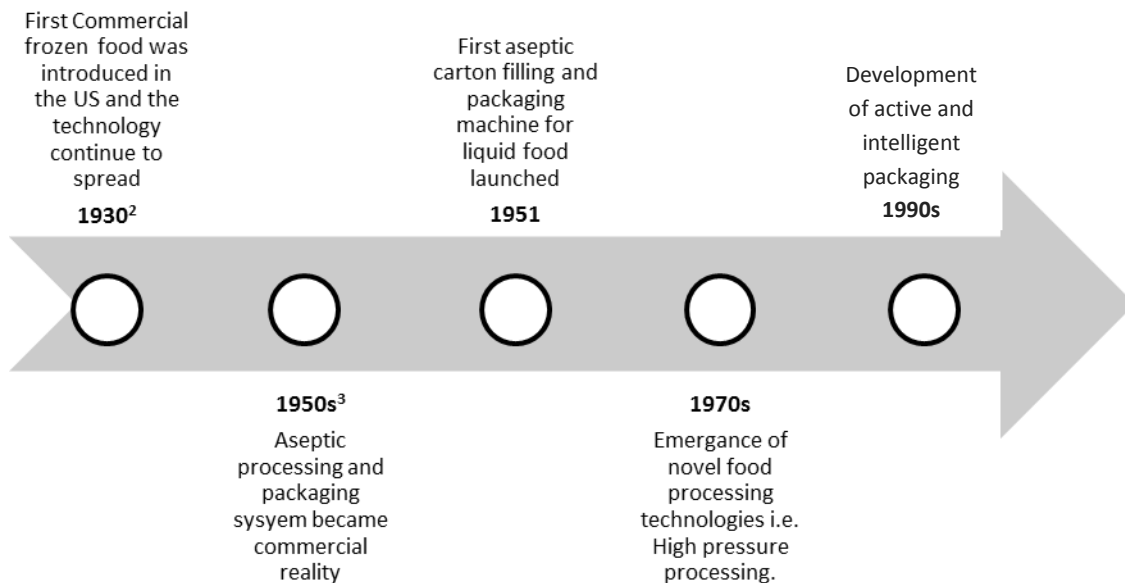 First Commercial
frozen food was
introduced in
the US and the
technology
continue to
spread
1930²
1950s³
Aseptic
processing and
packaging
sysyem became
commercial
reality
First aseptic
carton filling and
packaging
machine for
liquid food
launched
1951
1970s
Emergance of
novel food
processing
technologies i.e.
High pressure
processing.
Development
of active and
intelligent
packaging
1990s